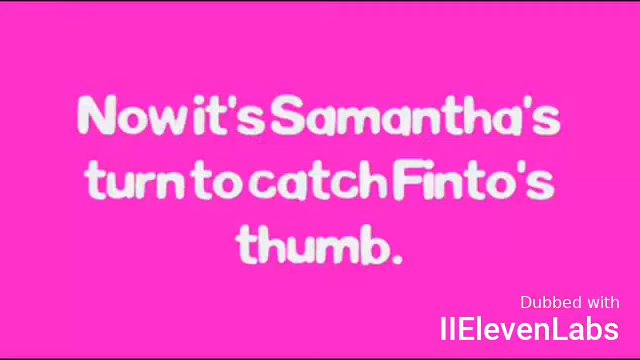 Now it's Samantha's
turn to catch Finto's
thumb.
Dubbed with
IIElevenLabs